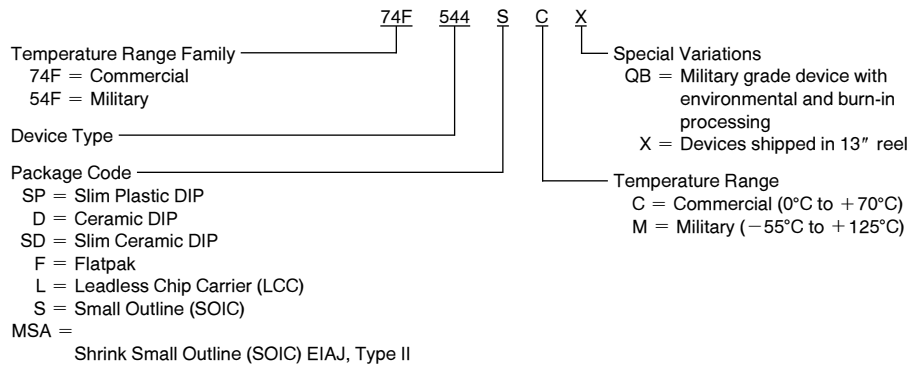 74F 544 S C X
Temperature Range Family
74F = Commercial
54F = Military
Device Type
Package Code
SP = Slim Plastic DIP
D = Ceramic DIP
SD = Slim Ceramic DIP
F = Flatpak
L = Leadless Chip Carrier (LCC)
S = Small Outline (SOIC)
MSA =
Shrink Small Outline (SOIC) EIAJ, Type II
Special Variations
QB = Military grade device with
environmental and burn-in
processing
X = Devices shipped in 13″ reel
Temperature Range
C = Commercial (0°C to +70°C)
M = Military (−55°C to +125°C)